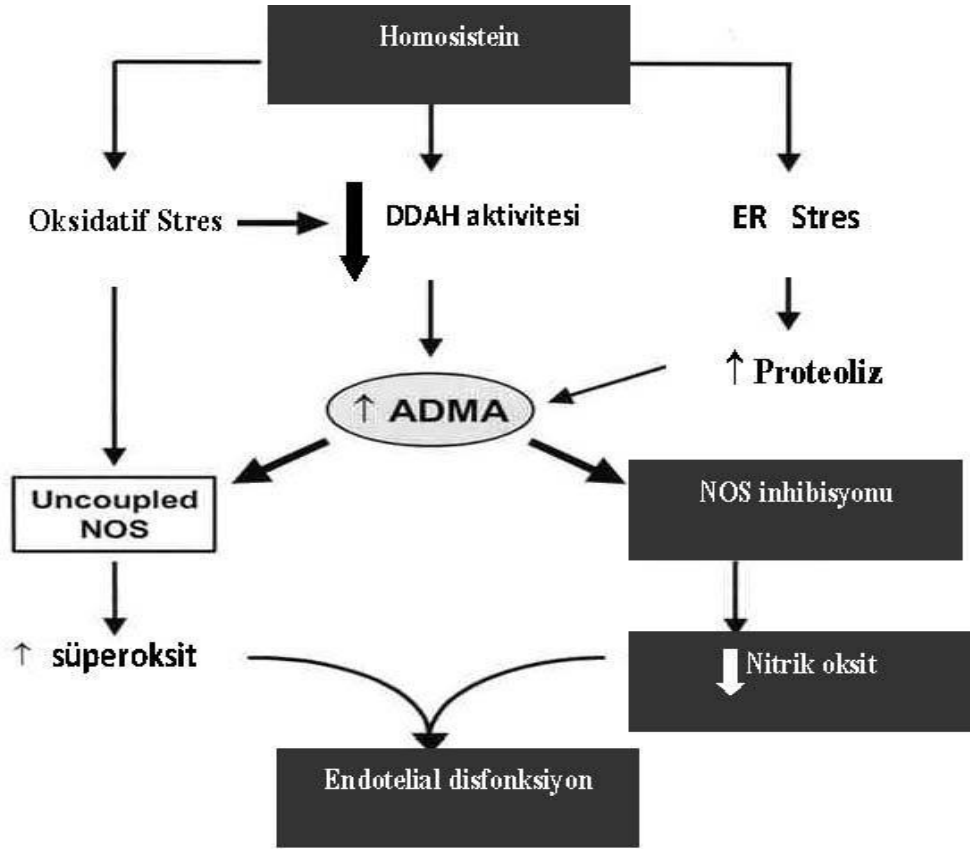 Homosistein
Oksidatif Stres
DDAH aktivitesi
ER Stres
↑ Proteoliz
↑ ADMA
Uncoupled
NOS
NOS inhibisyonu
↑ süperoksit
Nitrik oksit
Endotelial disfonksiyon